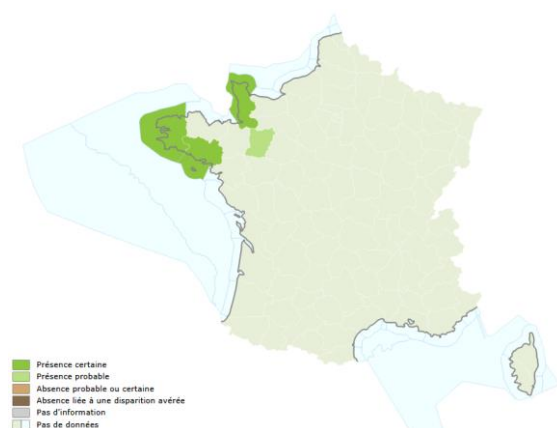 Présence certaine
Présence probable
Absence probable ou certaine
Absence liée à une disparition avérée
Pas d'information
Pas de données